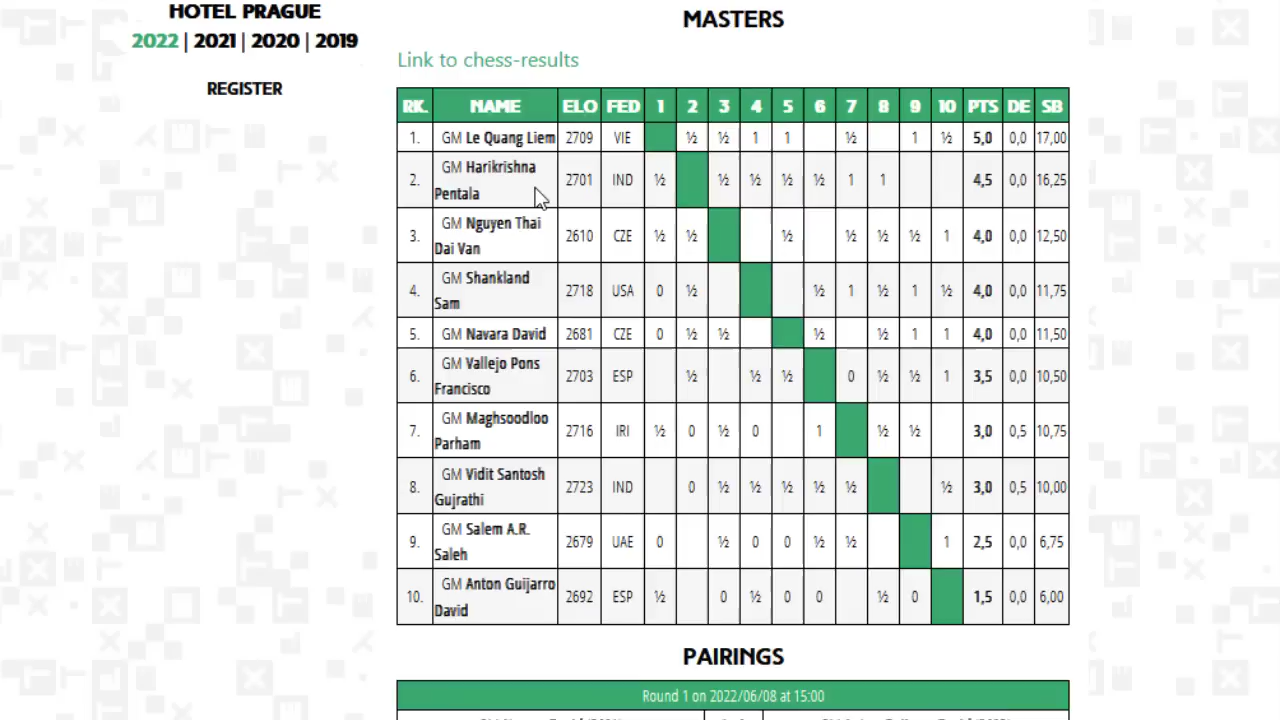 HOTEL PRAGUE
2022 | 2021 | 2020 | 2019
REGISTER
MASTERS
Link to chess-results
RK. NAME ELO FED 1 2 3 4 5 6 7 8 9 10 PTS DE SB
1. GM Le Quang Liem 2709 VIE ½ ½ 1 1 ½ 1 ½ 5,0 0,0 17,00
2. GM Harikrishna Pentala 2701 IND ½ ½ ½ ½ ½ 1 1 4,5 0,0 16,25
3. GM Nguyen Thai Dai Van 2610 CZE ½ ½ ½ ½ ½ ½ 1 4,0 0,0 12,50
4. GM Shankland Sam 2718 USA 0 ½ ½ 1 ½ 1 ½ 4,0 0,0 11,75
5. GM Navara David 2681 CZE 0 ½ ½ ½ ½ 1 1 4,0 0,0 11,50
6. GM Vallejo Pons Francisco 2703 ESP ½ ½ ½ 0 ½ ½ 1 3,5 0,0 10,50
7. GM Maghsoodloo Parham 2716 IRI ½ 0 ½ 0 1 ½ ½ 3,0 0,5 10,75
8. GM Vidit Santosh Gujrathi 2723 IND 0 ½ ½ ½ ½ ½ ½ 3,0 0,5 10,00
9. GM Salem A.R. Saleh 2679 UAE 0 ½ 0 0 ½ ½ 1 2,5 0,0 6,75
10. GM Anton Guijarro David 2692 ESP ½ 0 ½ 0 0 ½ 0 1,5 0,0 6,00
PAIRINGS
Round 1 on 2022/06/08 at 15:00